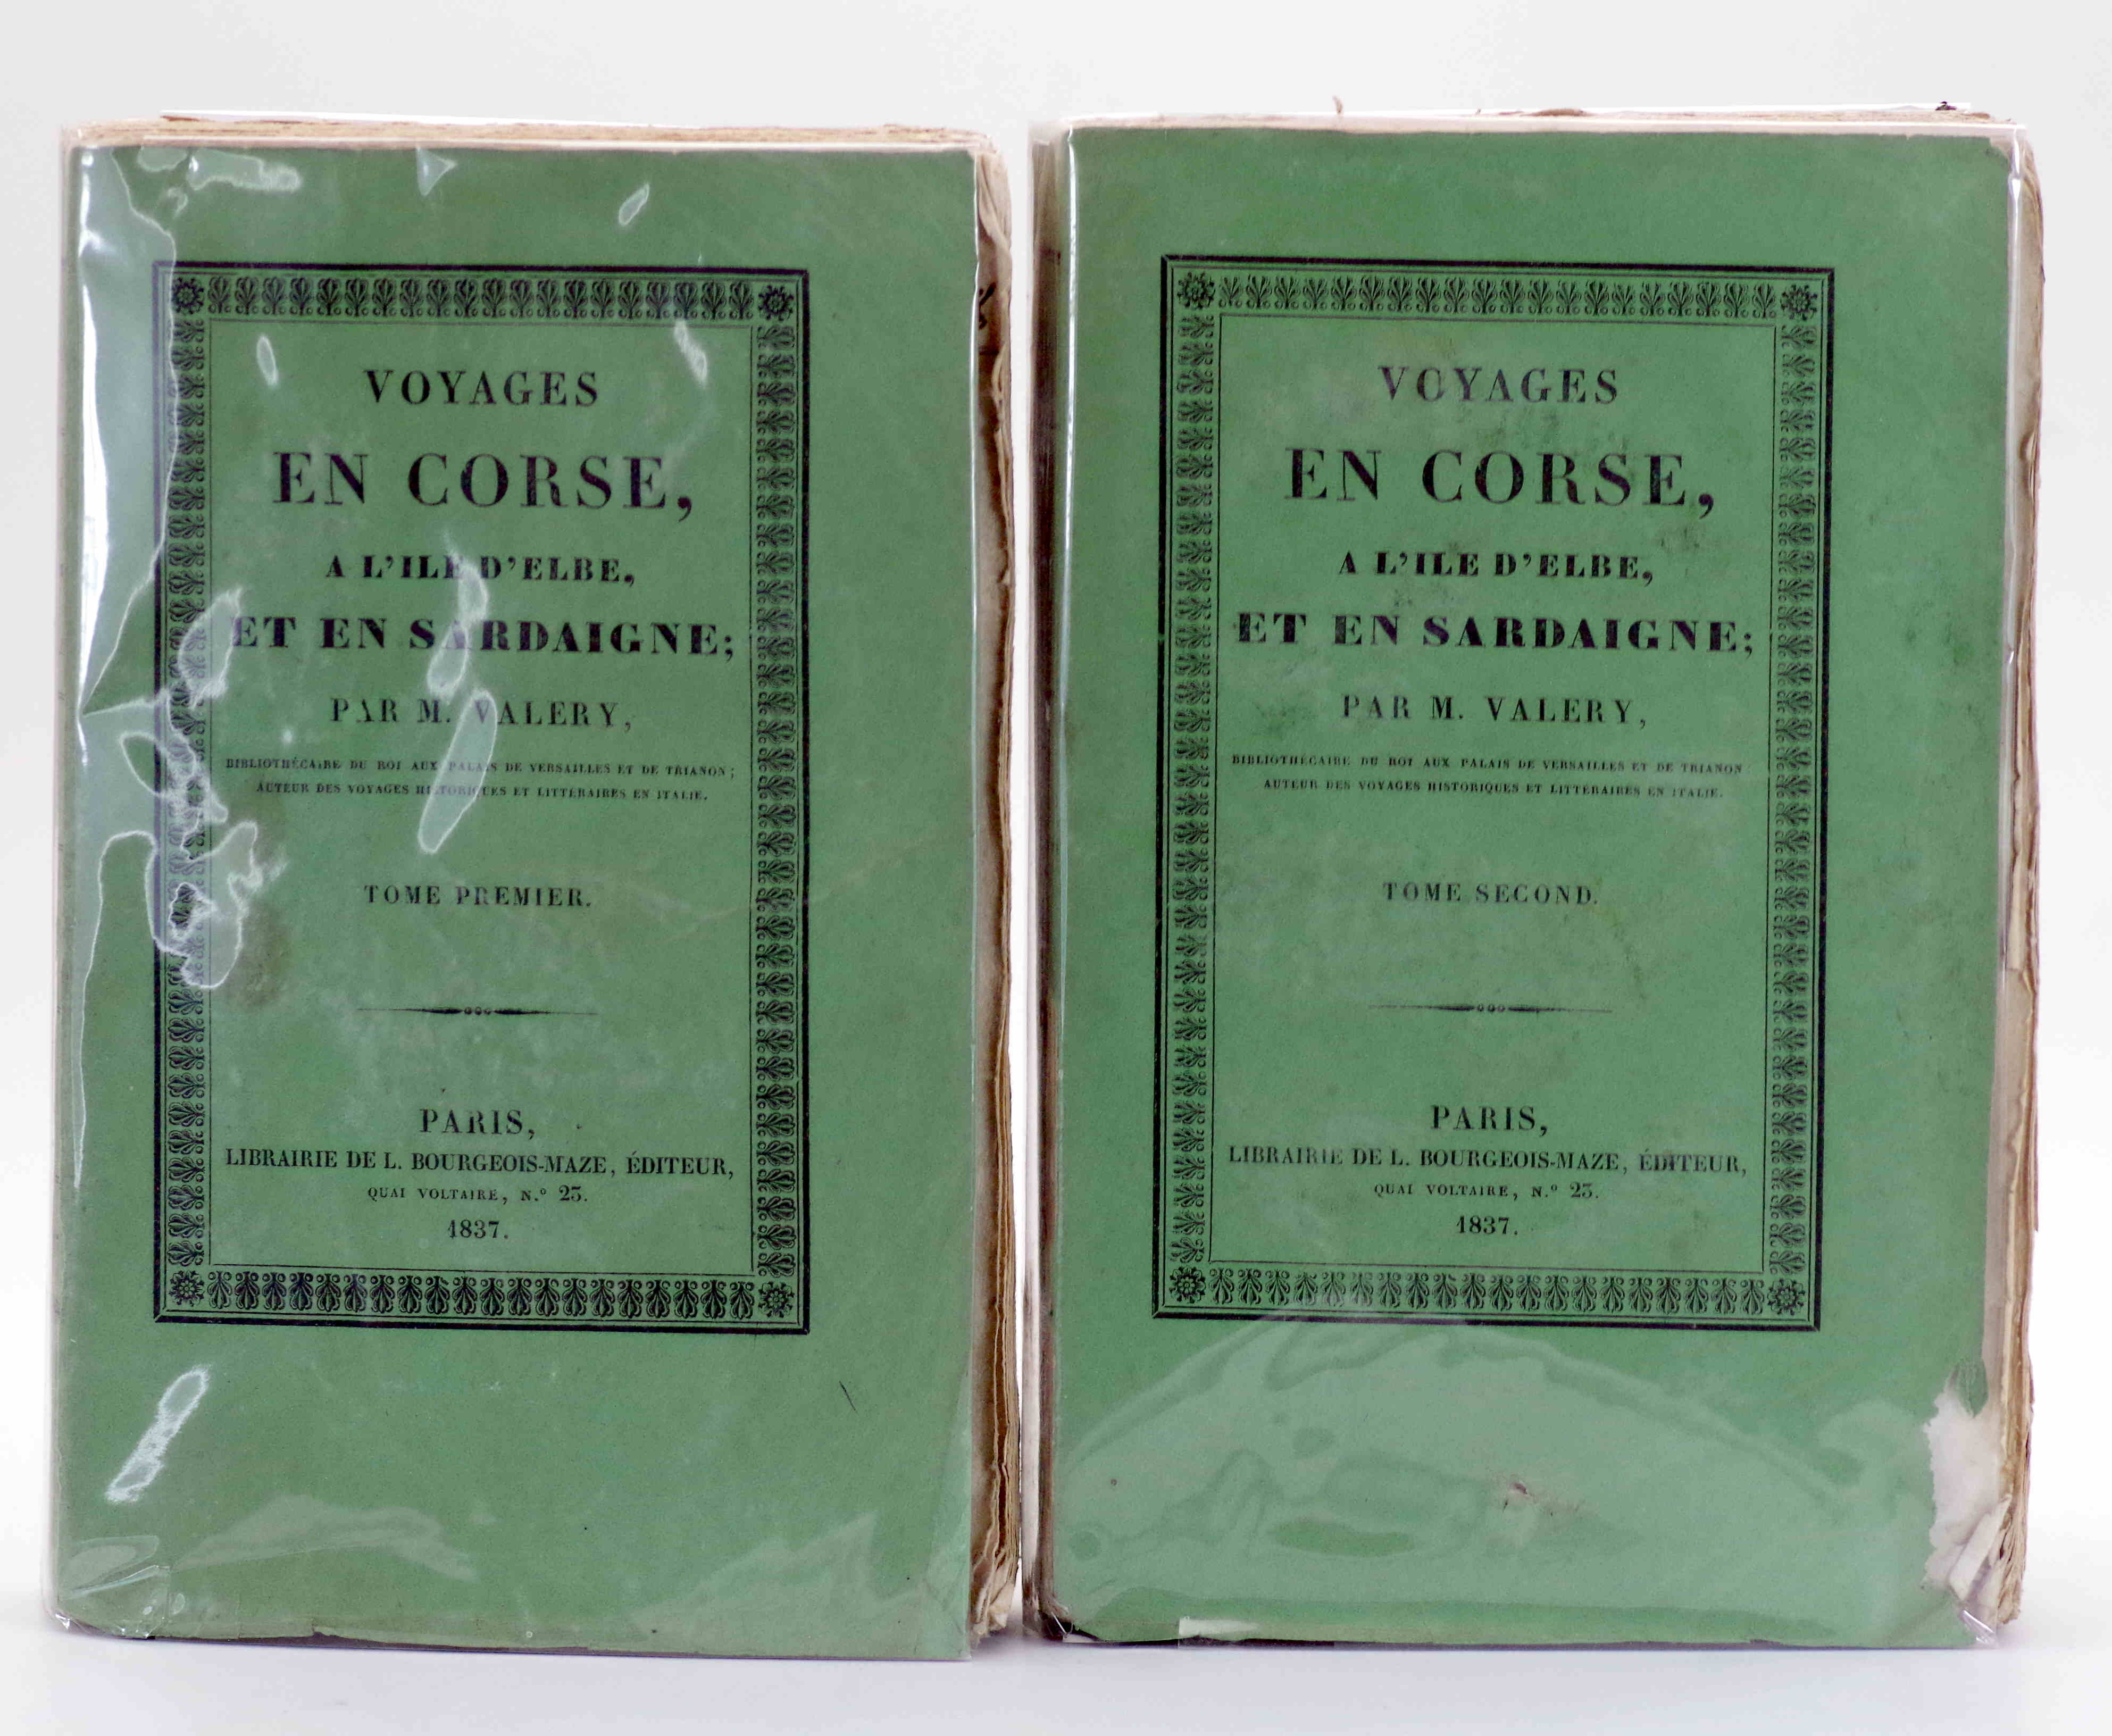 VOYAGES
EN CORSE,
A L'ILE D'ELBE,
ET EN SARDAIGNE;
PAR M. VALERY,
BIBLIOTHÉCAIRE DU ROI AUX PALAIS DE VERSAILLES ET DE TRIANON;
AUTEUR DES VOYAGES HISTORIQUES ET LITTÉRAIRES EN ITALIE.
TOME PREMIER.
PARIS,
LIBRAIRIE DE L. BOURGEOIS-MAZE, ÉDITEUR,
QUAI VOLTAIRE, N.º 23.
1837.
VOYAGES
EN CORSE,
A L'ILE D'ELBE,
ET EN SARDAIGNE;
PAR M. VALERY,
BIBLIOTHÉCAIRE DU ROI AUX PALAIS DE VERSAILLES ET DE TRIANON;
AUTEUR DES VOYAGES HISTORIQUES ET LITTÉRAIRES EN ITALIE.
TOME SECOND.
PARIS,
LIBRAIRIE DE L. BOURGEOIS-MAZE, ÉDITEUR,
QUAI VOLTAIRE, N.º 23.
1837.